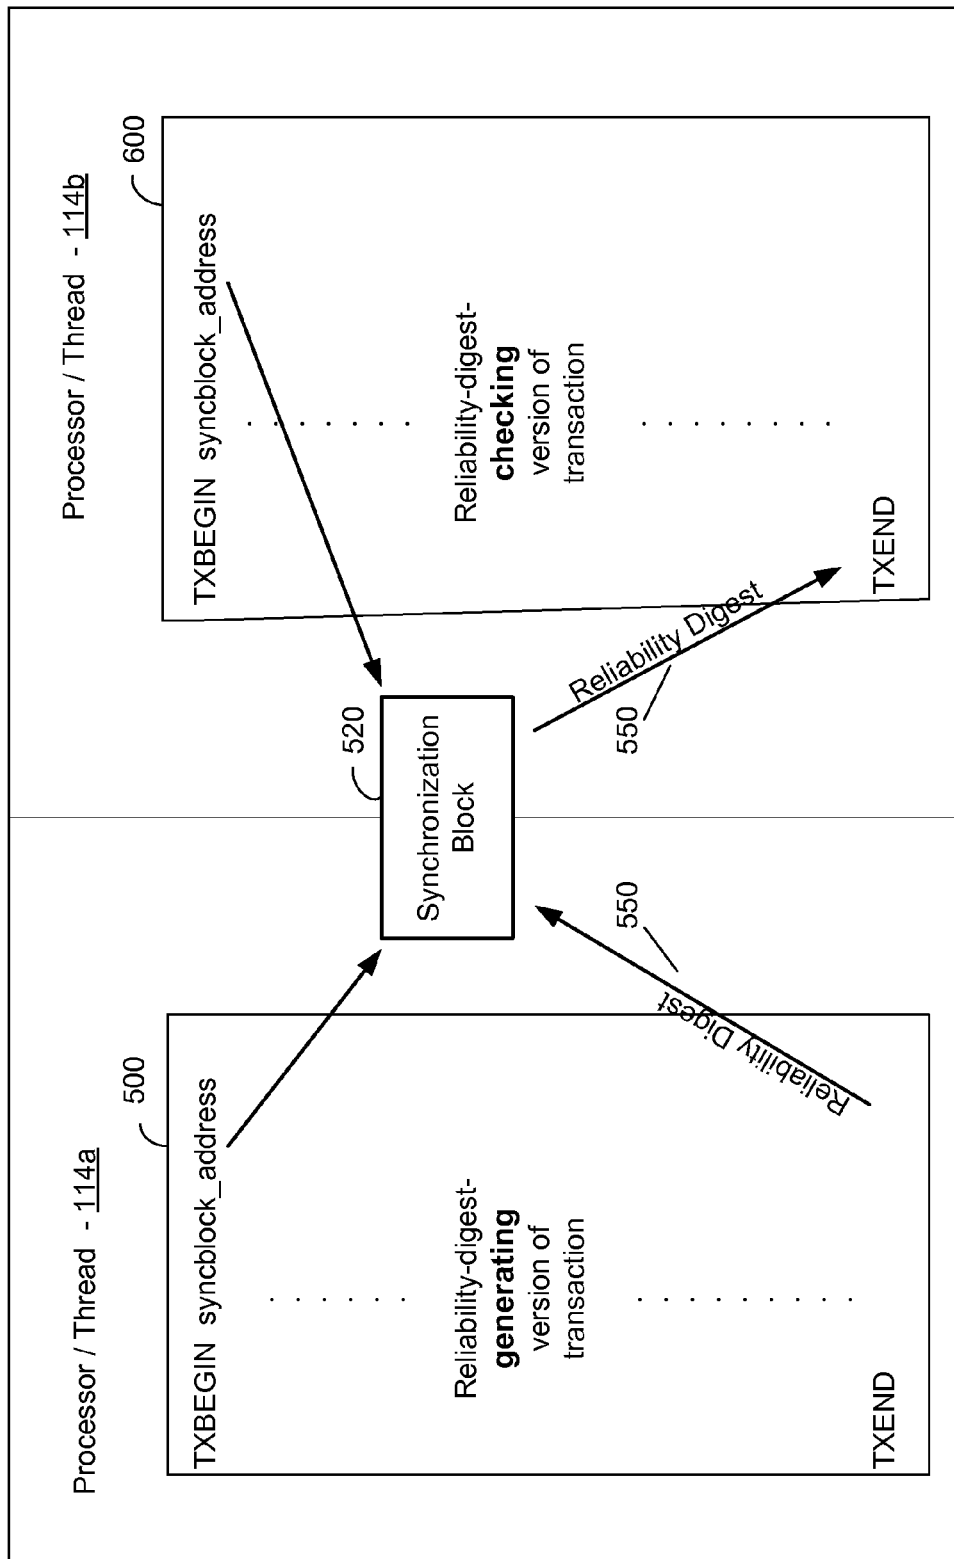 Processor / Thread - 114a
500
TXBEGIN syncblock_address
Reliability-digest-
generating
version of
transaction
TXEND
Reliability Digest
550
Synchronization
Block
520
Processor / Thread - 114b
600
TXBEGIN syncblock_address
Reliability-digest-
checking
version of
transaction
TXEND
Reliability Digest
550